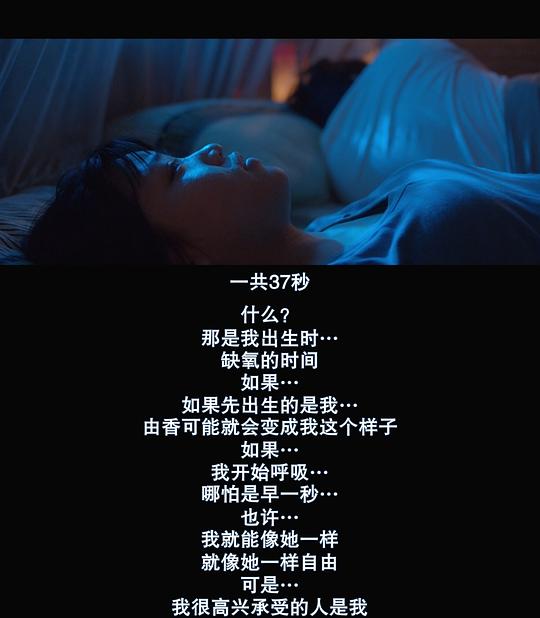 一共37秒
什么？
那是我出生时…
缺氧的时间
如果…
如果先出生的是我…
由香可能就会变成我这个样子
如果…
我开始呼吸…
哪怕是早一秒…
也许…
我就能像她一样
就像她一样自由
可是…
我很高兴承受的人是我